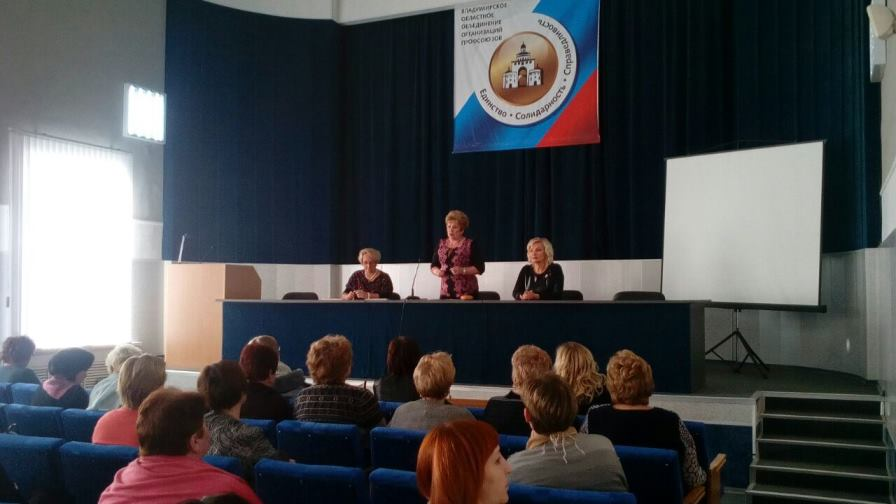 ВЛАДИМИРСКОЕ
ОБЛАСТНОЕ
ОБЪЕДИНЕНИЕ
ОРГАНИЗАЦИЙ
ПРОФСОЮЗОВ
Единство • Солидарность • Справедливость